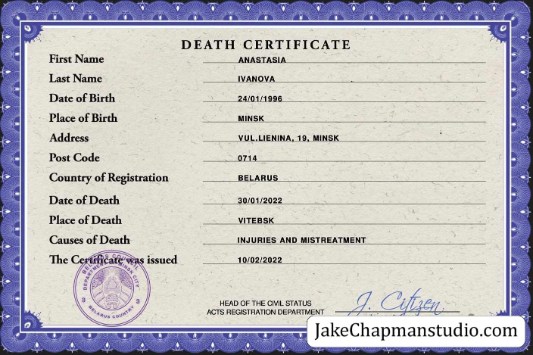 DEATH CERTIFICATE
First Name ANASTASIA
Last Name IVANOVA
Date of Birth 24/01/1996
Place of Birth MINSK
Address VUL.LIENINA, 19, MINSK
Post Code 0714
Country of Registration BELARUS
Date of Death 30/01/2022
Place of Death VITEBSK
Causes of Death INJURIES AND MISTREATMENT
The Certificate was issued 10/02/2022
BELARUS COUNTRY
HEAD OF THE CIVIL STATUS
ACTS REGISTRATION DEPARTMENT J. Citizen
JakeChapmanstudio.com